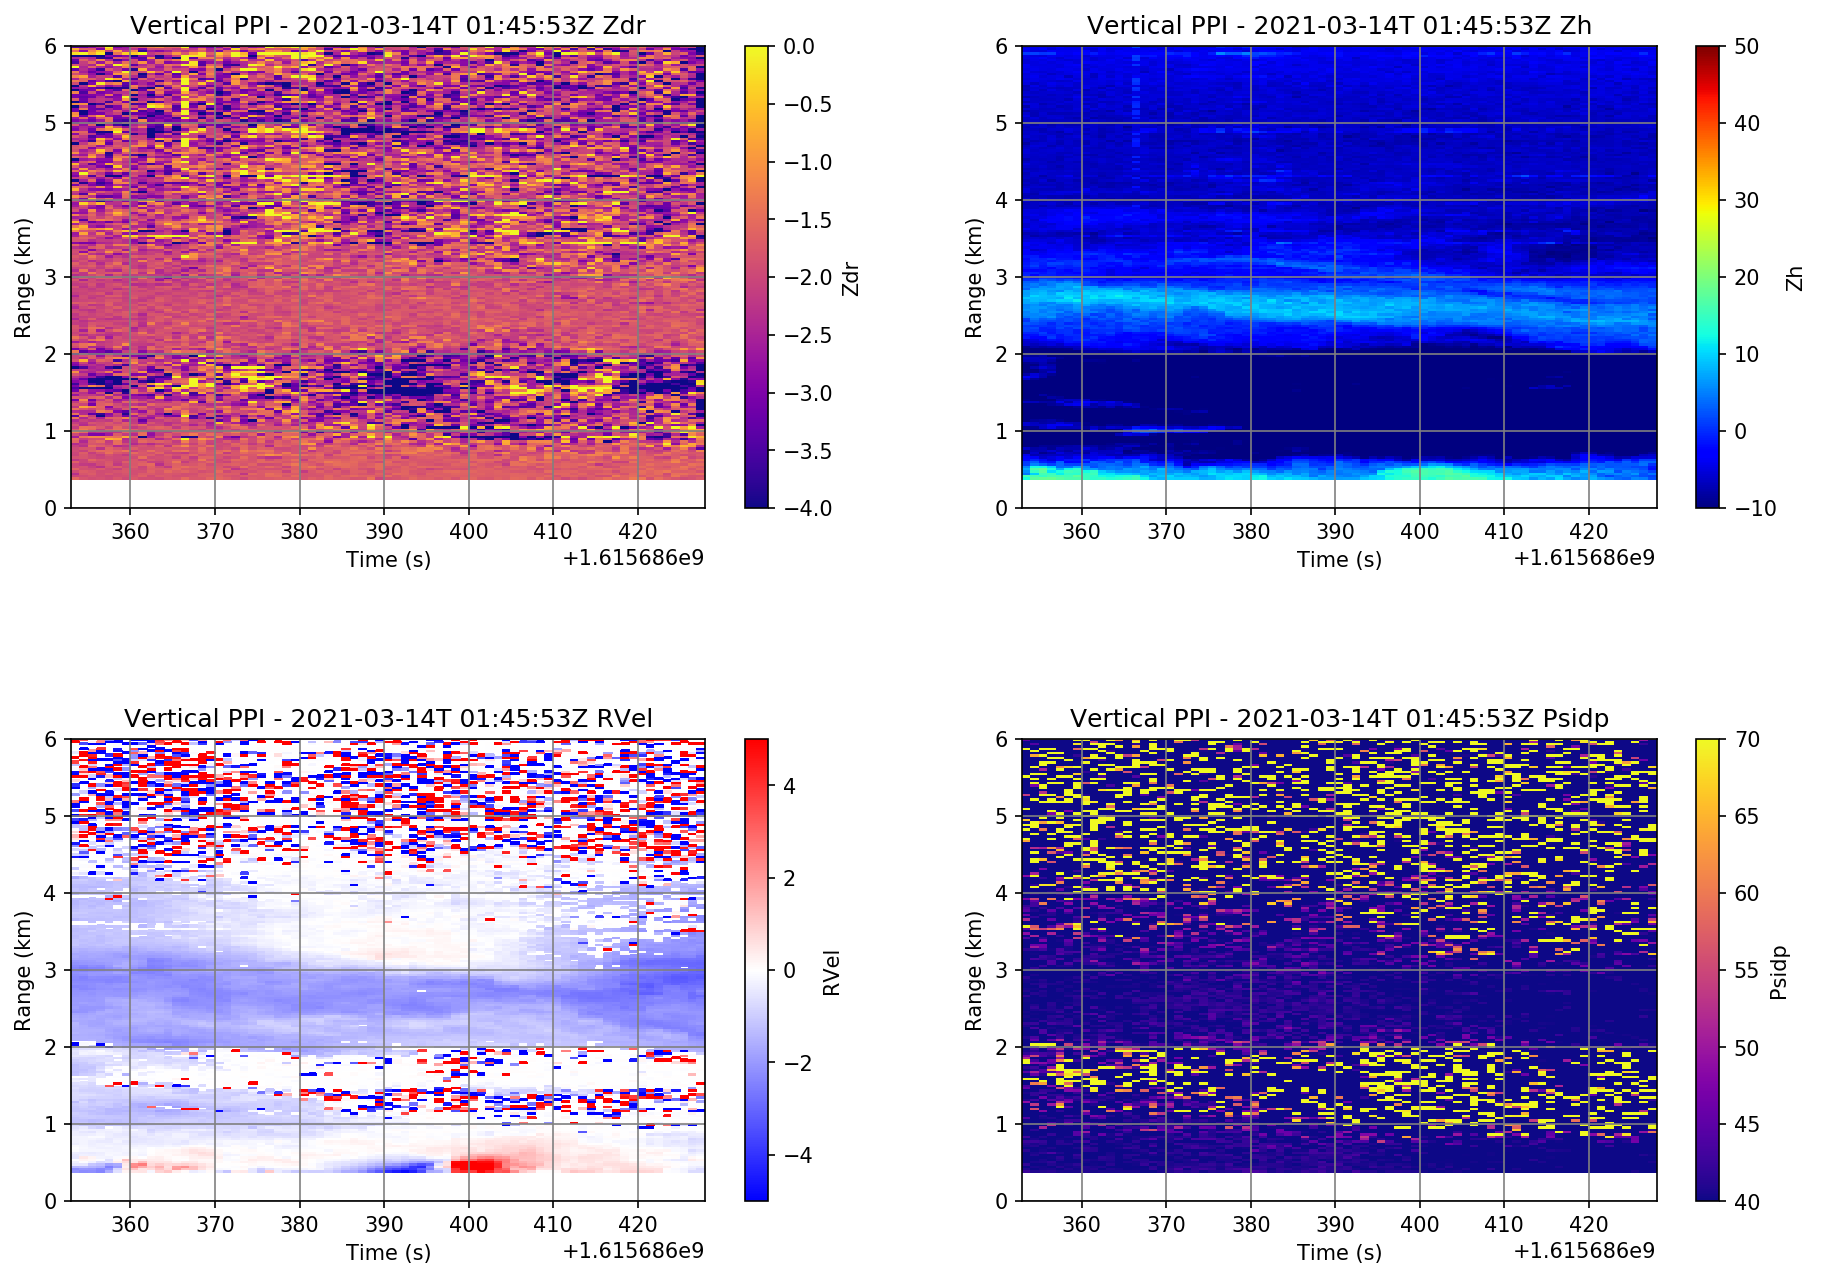 Vertical PPI - 2021-03-14T 01:45:53Z Zdr
6
5
4
3
2
1
0
Range (km)
360 370 380 390 400 410 420
Time (s)
+1.615686e9
0.0
−0.5
−1.0
−1.5
−2.0
−2.5
−3.0
−3.5
−4.0
Zdr
Vertical PPI - 2021-03-14T 01:45:53Z Zh
6
5
4
3
2
1
0
Range (km)
360 370 380 390 400 410 420
Time (s)
+1.615686e9
50
40
30
20
10
0
−10
Zh
Vertical PPI - 2021-03-14T 01:45:53Z RVel
6
5
4
3
2
1
0
Range (km)
360 370 380 390 400 410 420
Time (s)
+1.615686e9
4
2
0
−2
−4
RVel
Vertical PPI - 2021-03-14T 01:45:53Z Psidp
6
5
4
3
2
1
0
Range (km)
360 370 380 390 400 410 420
Time (s)
+1.615686e9
70
65
60
55
50
45
40
Psidp